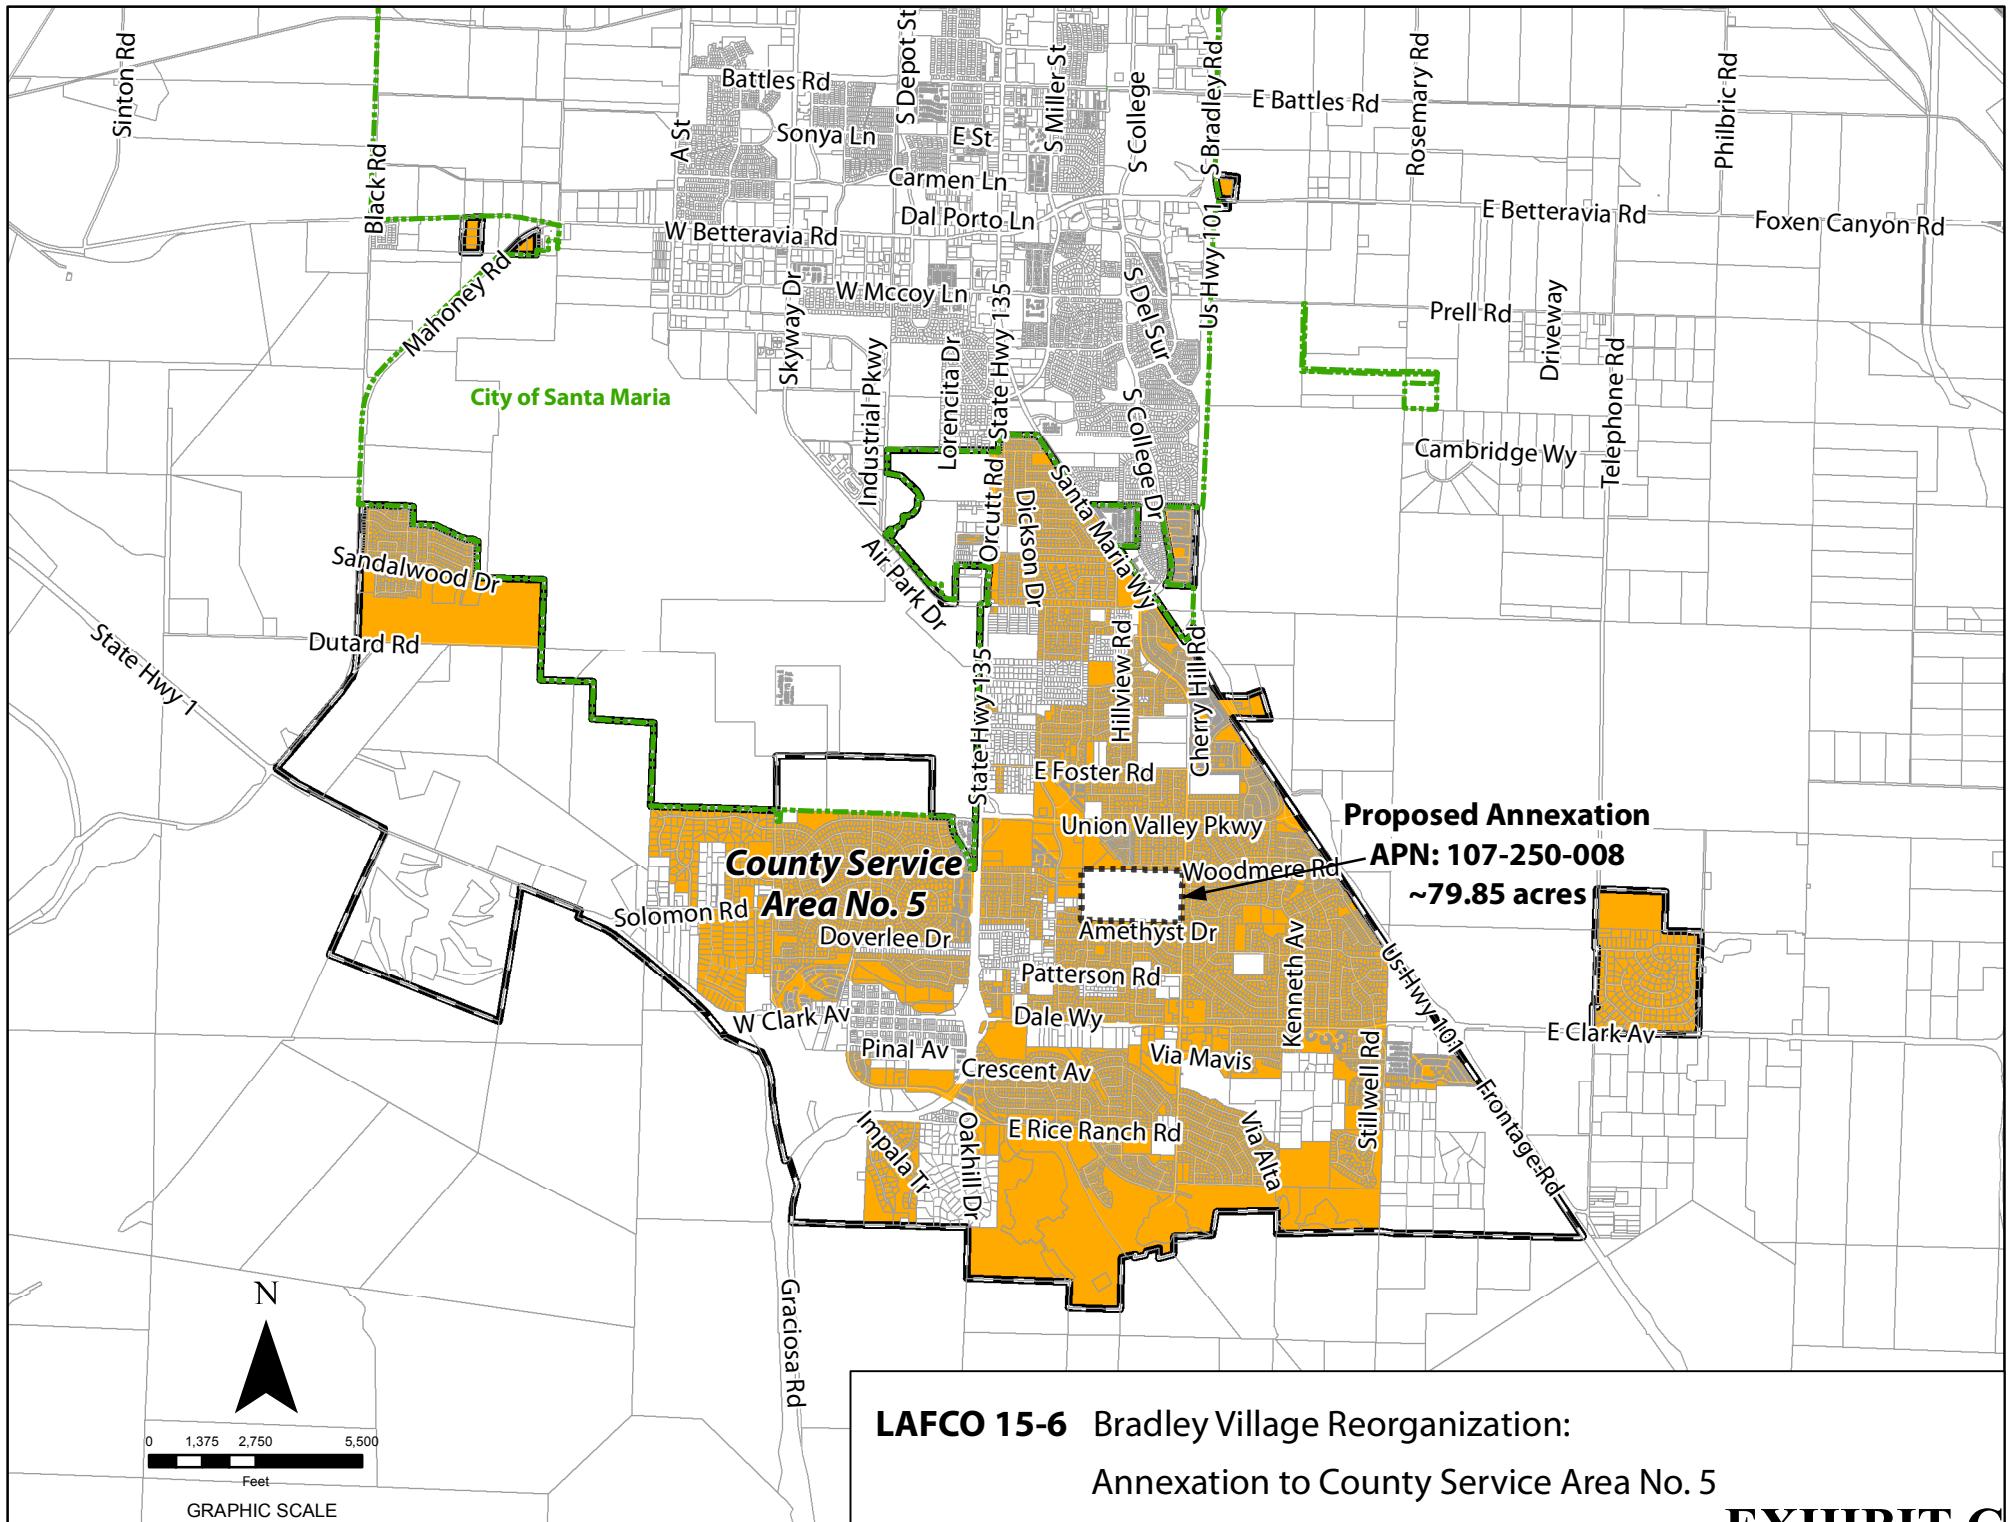 Sinton Rd
Black Rd
Battles Rd
S Depot St
S Miller St
S College
S Bradley Rd
E Battles Rd
Rosemary Rd
Philbric Rd
A St
Sonya Ln
E St
Carmen Ln
Dal Porto Ln
W Betteravia Rd
E Betteravia Rd
Foxen Canyon Rd
Mahoney Rd
Skyway Dr
W Mccoy Ln
State Hwy 135
S Del Sur
Us Hwy 101
Prell Rd
Driveway
Telephone Rd
City of Santa Maria
Industrial Pkwy
Lorencita Dr
S College Dr
Cambridge Wy
Orcutt Rd
Dickson Dr
Santa Maria Wy
Sandalwood Dr
Air Park Dr
Dutard Rd
State Hwy 1
State Hwy 135
Hillview Rd
Cherry Hill Rd
E Foster Rd
Union Valley Pkwy
Proposed Annexation
APN: 107-250-008
~79.85 acres
County Service
Area No. 5
Woodmere Rd
Solomon Rd
Doverlee Dr
Amethyst Dr
Patterson Rd
Kenneth Av
Us Hwy 101
W Clark Av
Dale Wy
E Clark Av
Pinal Av
Crescent Av
Via Mavis
Stillwell Rd
Frontage Rd
Impala Tr
Oakhill Dr
E Rice Ranch Rd
Via Alta
Graciosa Rd
N
0 1,375 2,750 5,500
Feet
GRAPHIC SCALE
LAFCO 15-6 Bradley Village Reorganization:
Annexation to County Service Area No. 5
EXHIBIT C